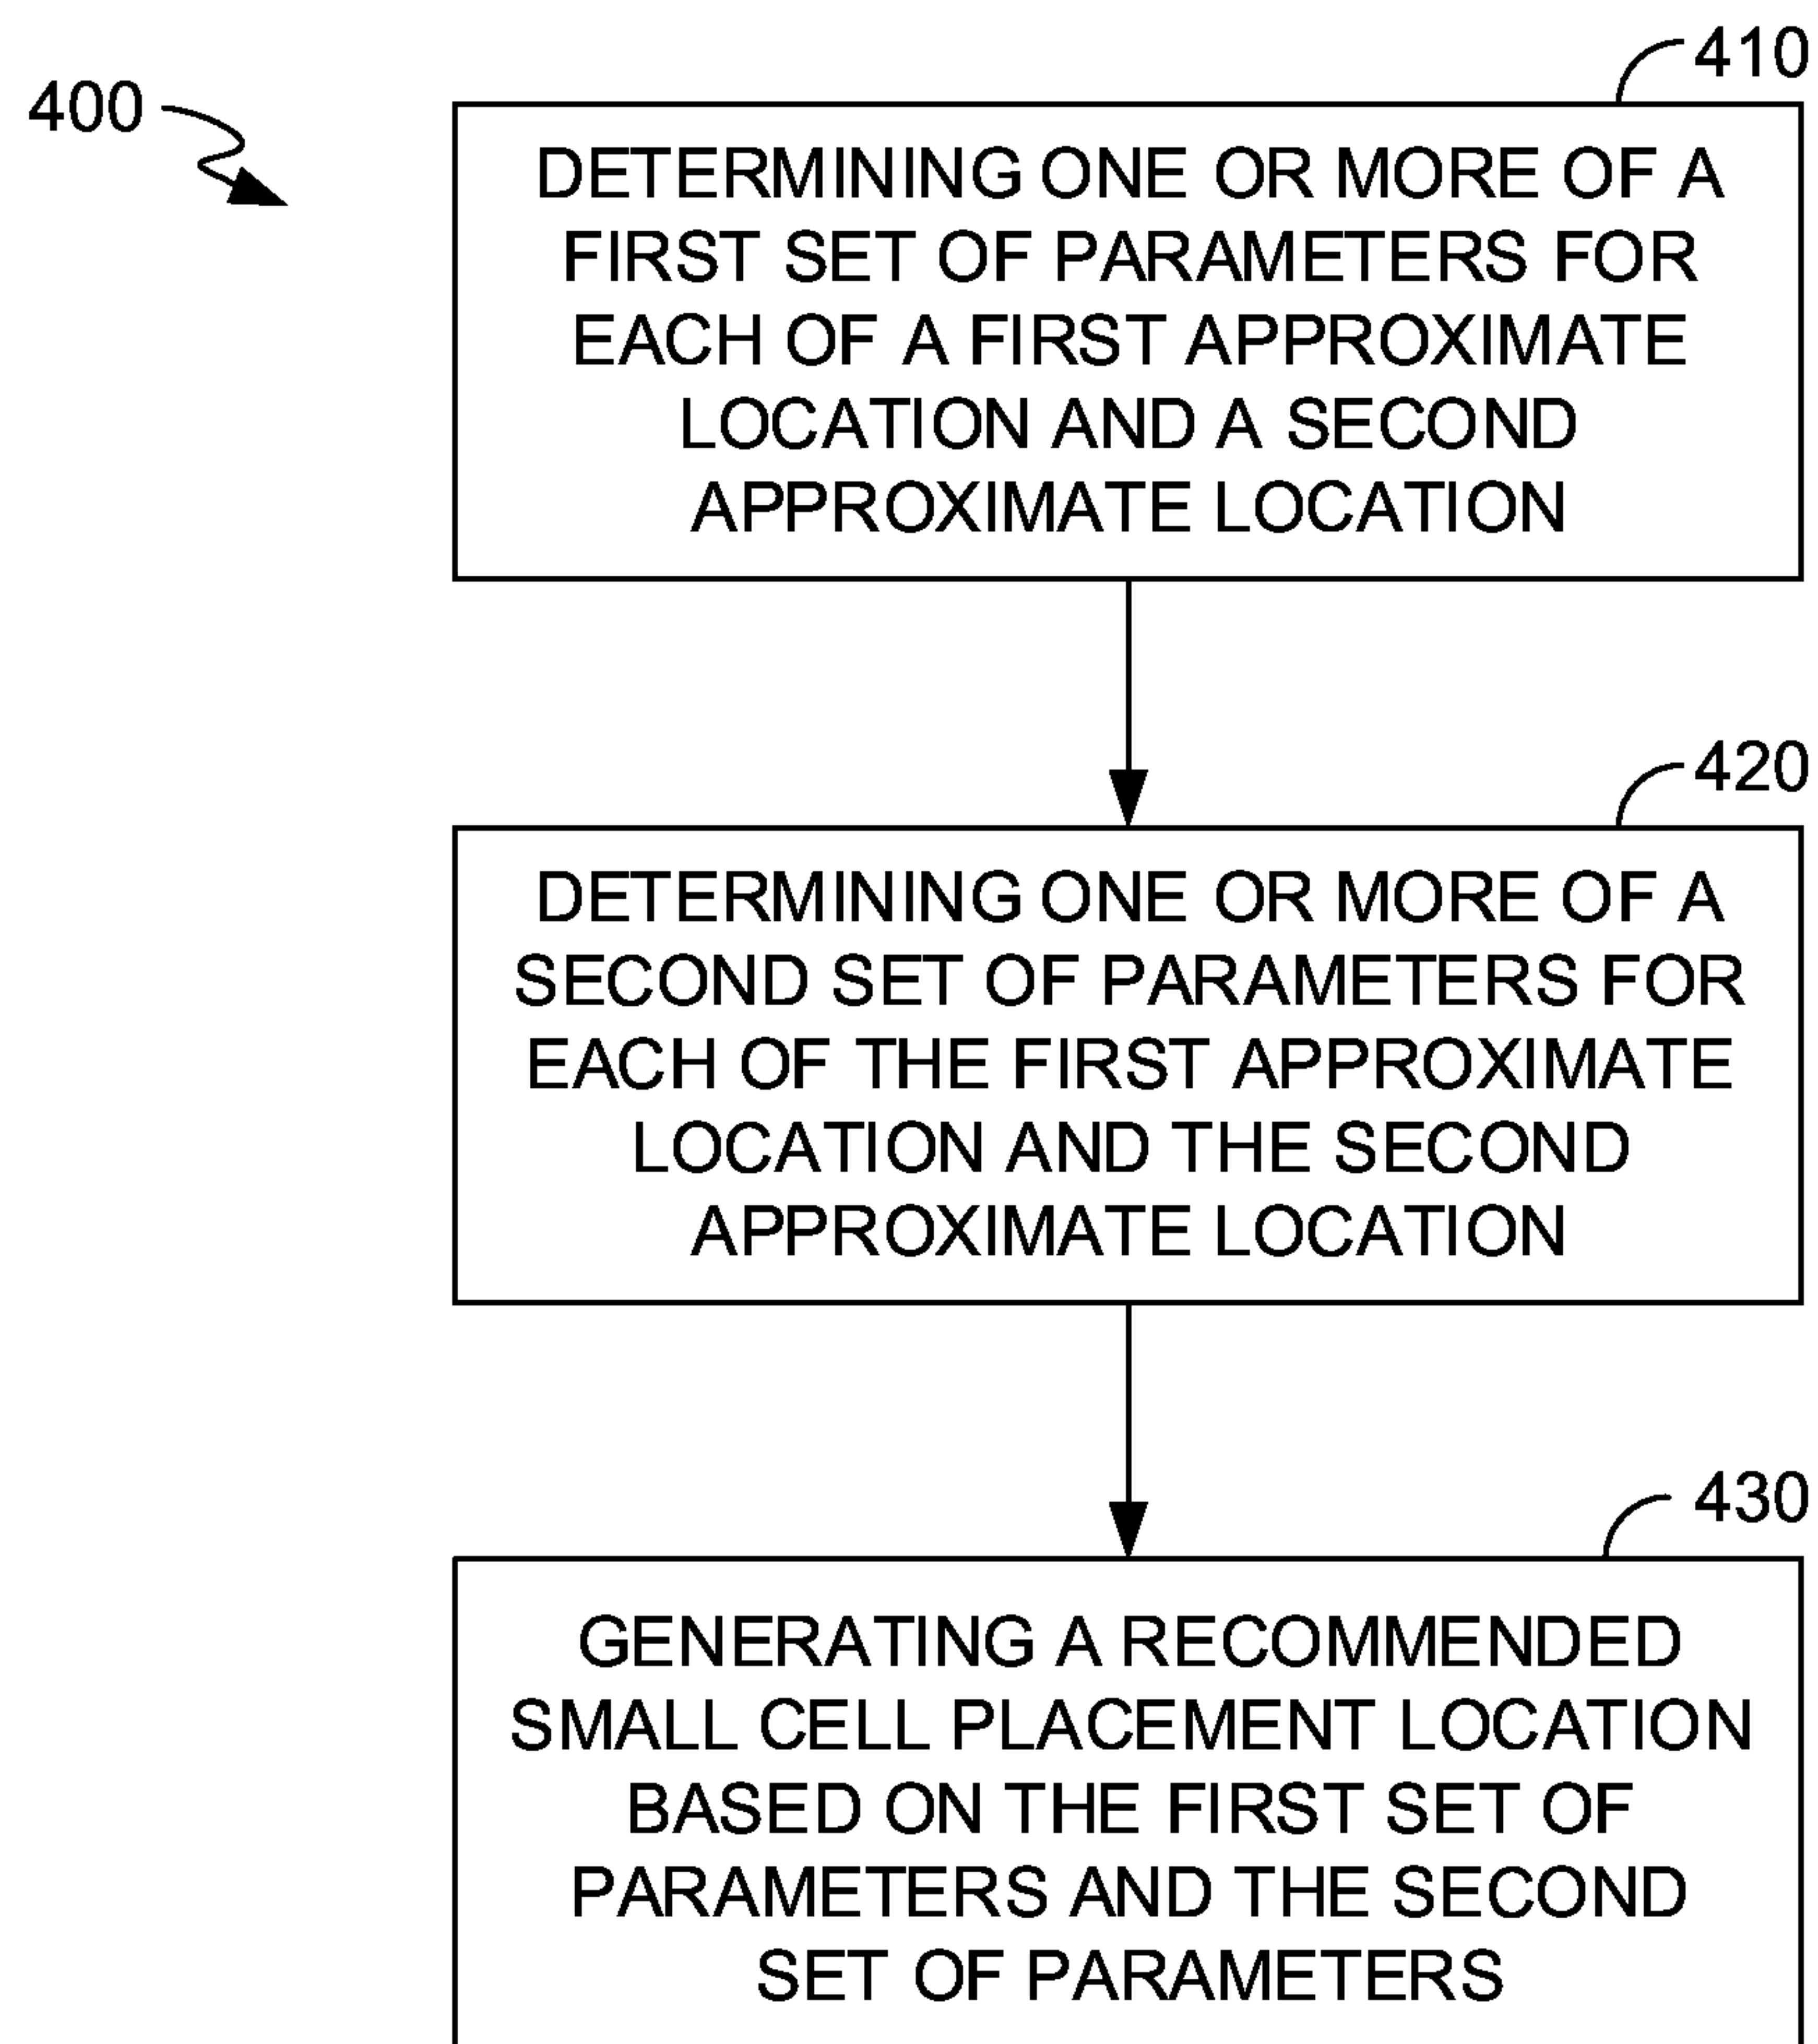 400
410
DETERMINING ONE OR MORE OF A
FIRST SET OF PARAMETERS FOR
EACH OF A FIRST APPROXIMATE
LOCATION AND A SECOND
APPROXIMATE LOCATION
420
DETERMINING ONE OR MORE OF A
SECOND SET OF PARAMETERS FOR
EACH OF THE FIRST APPROXIMATE
LOCATION AND THE SECOND
APPROXIMATE LOCATION
430
GENERATING A RECOMMENDED
SMALL CELL PLACEMENT LOCATION
BASED ON THE FIRST SET OF
PARAMETERS AND THE SECOND
SET OF PARAMETERS